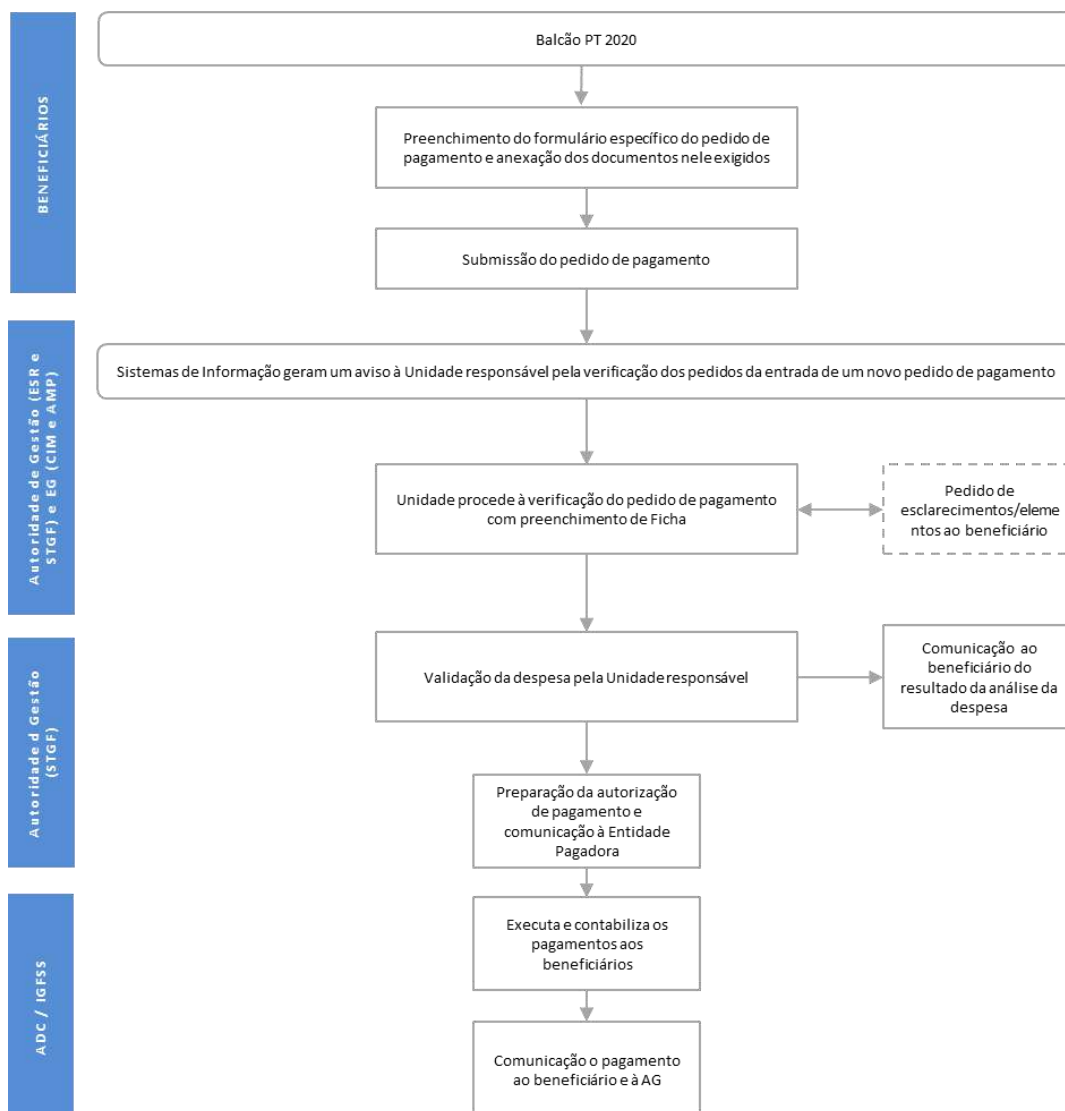 BENEFICIÁRIOS
Balcão PT 2020
Preenchimento do formulário específico do pedido de
pagamento e anexação dos documentos nele exigidos
Submissão do pedido de pagamento
Autoridade de Gestão (ESR e
STGF) e EG (CIM e AMP)
Sistemas de Informação geram um aviso à Unidade responsável pela verificação dos pedidos da entrada de um novo pedido de pagamento
Unidade procede à verificação do pedido de pagamento
com preenchimento de Ficha
Pedido de
esclarecimentos/eleme
ntos ao beneficiário
Autoridade d Gestão
(STGF)
Validação da despesa pela Unidade responsável
Comunicação ao
beneficiário do
resultado da análise da
despesa
Preparação da autorização
de pagamento e
comunicação à Entidade
Pagadora
ADC / IGFSS
Executa e contabiliza os
pagamentos aos
beneficiários
Comunicação o pagamento
ao beneficiário e à AG